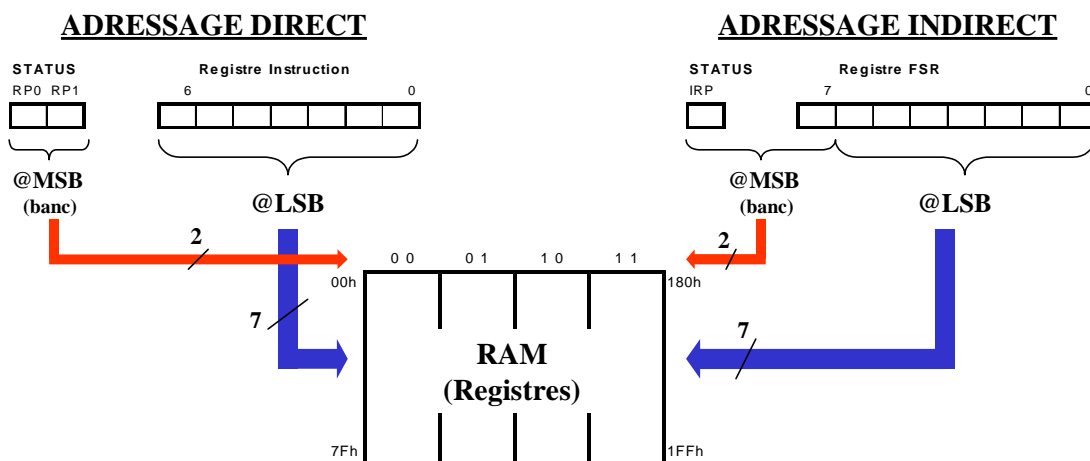 ADRESSAGE DIRECT
ADRESSAGE INDIRECT
STATUS
Registre Instruction
STATUS
Registre FSR
RP0 RP1
6
0
IRP
7
0
@MSB
(banc)
@LSB
@MSB
(banc)
@LSB
2
2
0 0
0 1
1 0
1 1
00h
180h
7
7
RAM
(Registres)
7Fh
1FFh